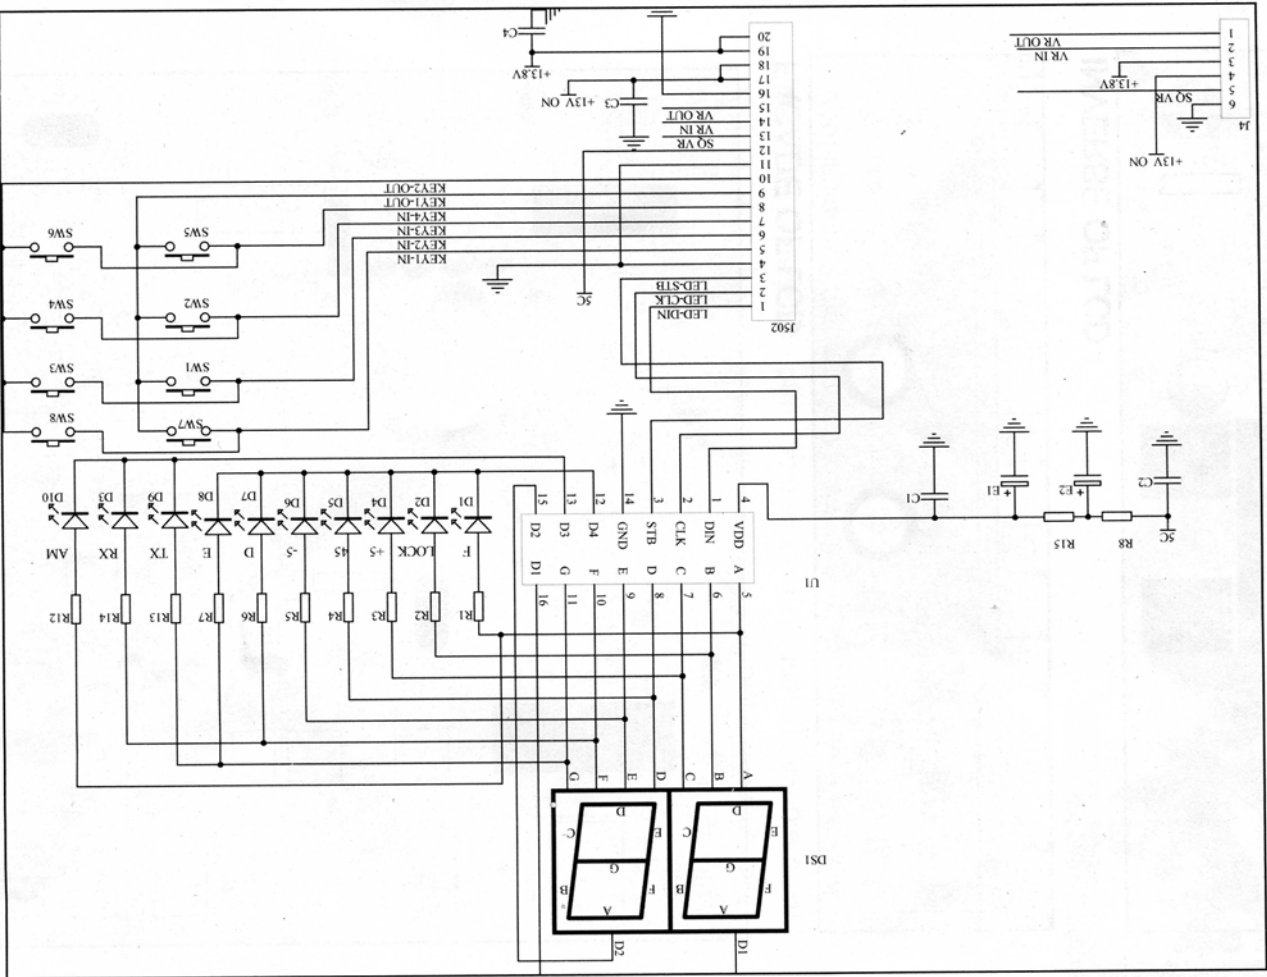 J4
1
2
3
4
5
6
VR OUT
VR IN
+13.8V
SQ VR
+13V ON
20
19
18
17
16
15
14
13
12
11
10
9
8
7
6
5
4
3
2
1
J502
C4
+13.8V
+13V ON
C3
VR OUT
VR IN
SQ VR
5C
KEY2-OUT
KEY1-OUT
KEY4-IN
KEY3-IN
KEY2-IN
KEY1-IN
LED-STB
LED-CLK
LED-DIN
SW6
SW5
SW4
SW2
SW3
SW1
SW8
SW7
D10
D3
D9
D8
D7
D6
D5
D4
D2
D1
AM
RX
TX
E
D
-5
45
+5
LOCK
F
R12
R14
R13
R7
R6
R5
R4
R3
R2
R1
15
13
12
14
3
2
1
4
D2
D3
D4
GND
STB
CLK
DIN
VDD
D1
G
F
E
D
C
B
A
16
11
10
9
8
7
6
5
U1
C1
E1
E2
C2
R15
R8
5C
G
F
E
D
C
B
A
D
C
E
G
B
F
A
D
C
E
G
B
F
A
DS1
D2
D1